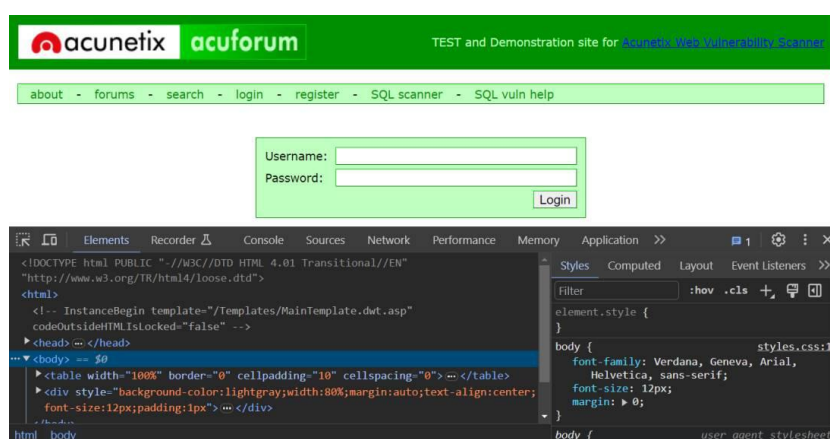 acunetix acuforum TEST and Demonstration site for Acunetix Web Vulnerability Scanner
about - forums - search - login - register - SQL scanner - SQL vuln help
Username:
Password:
Login
Elements Recorder Console Sources Network Performance Memory Application >> 1
<!DOCTYPE html PUBLIC "-//W3C//DTD HTML 4.01 Transitional//EN"
"http://www.w3.org/TR/html4/loose.dtd">
<html>
<!-- InstanceBegin template="/Templates/MainTemplate.dwt.asp"
codeOutsideHTMLIsLocked="false" -->
<head> … </head>
… <body> == $0
<table width="100%" border="0" cellpadding="10" cellspacing="0"> … </table>
<div style="background-color:lightgray;width:80%;margin:auto;text-align:center;
font-size:12px;padding:1px"> … </div>
</body>
html body
Styles Computed Layout Event Listeners >>
Filter :hov .cls +
element.style {
}
body { styles.css:1
font-family: Verdana, Geneva, Arial,
Helvetica, sans-serif;
font-size: 12px;
margin: ▶ 0;
}
body { user agent stylesheet